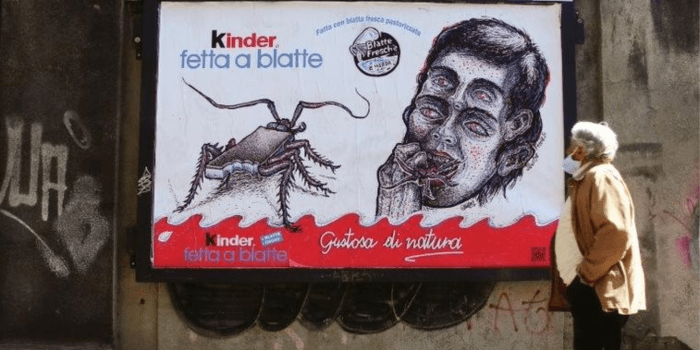 Kinder
fetta a blatte
Fatta con blatta fresca pastorizzata
Blatte
Fresche
Kinder
fetta a blatte
Gustosa di natura